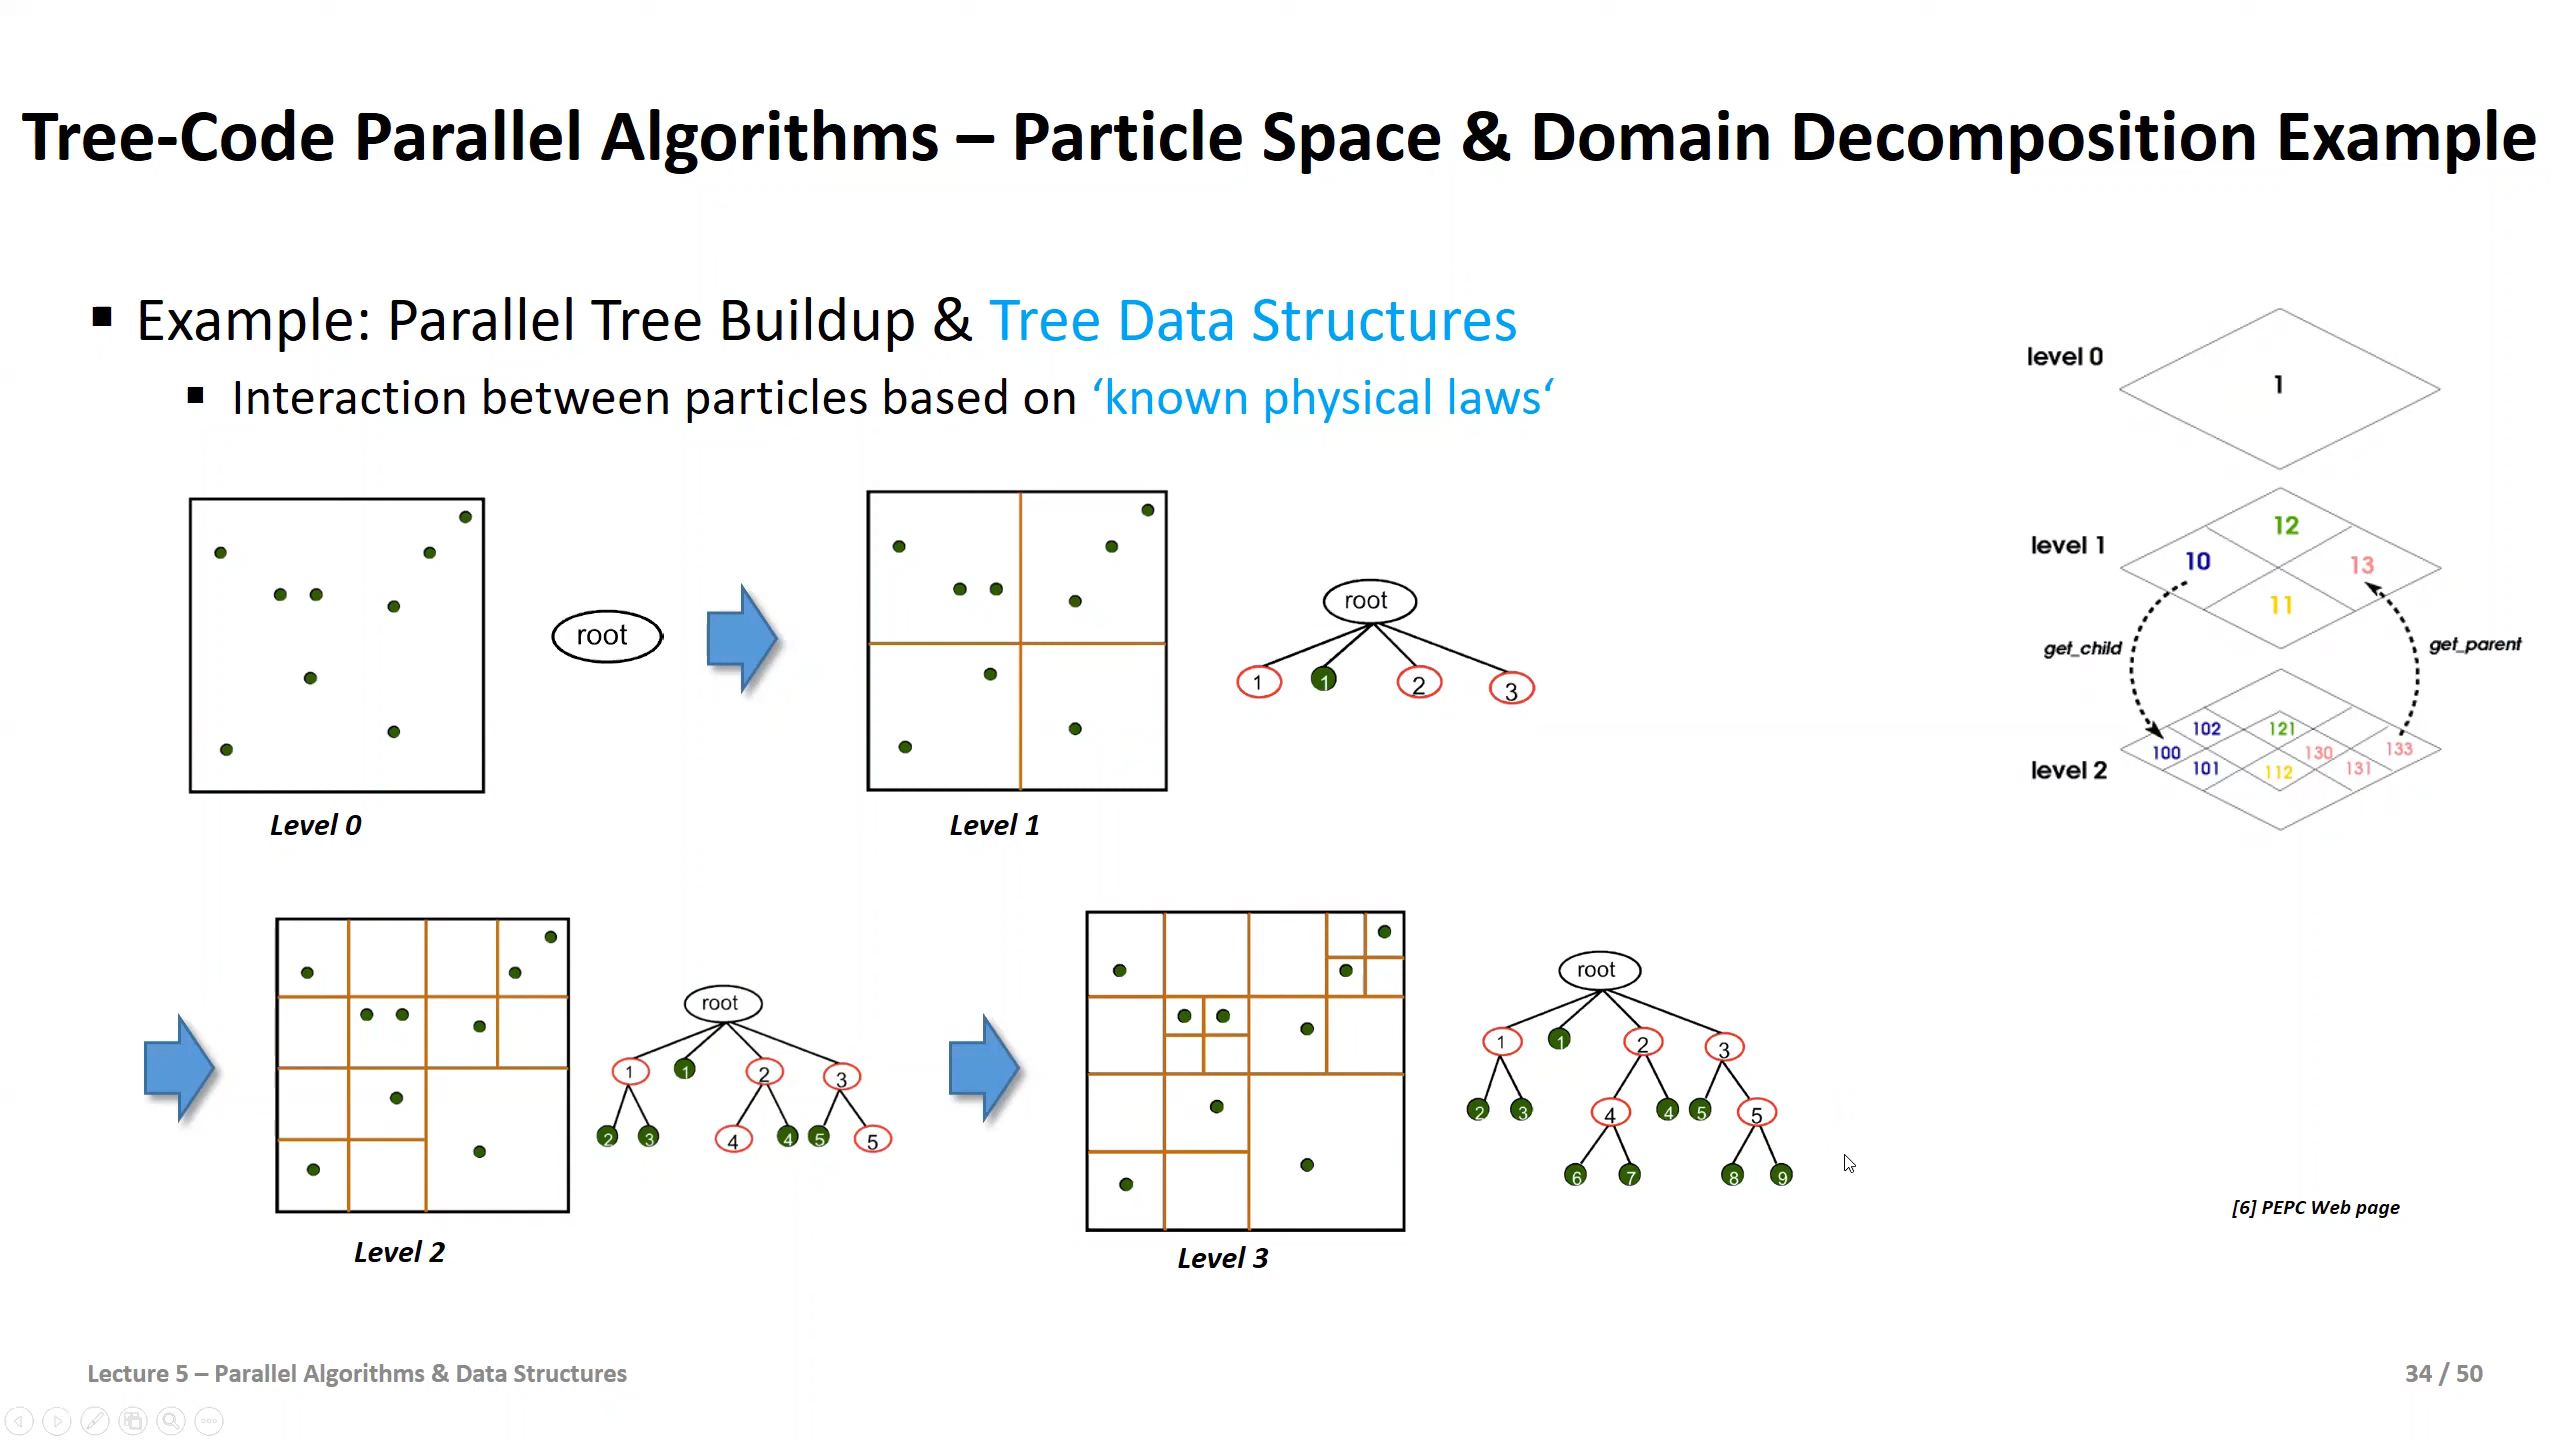 Tree-Code Parallel Algorithms – Particle Space & Domain Decomposition Example
▪ Example: Parallel Tree Buildup & Tree Data Structures
▪ Interaction between particles based on ‘known physical laws‘
level 0
1
level 1
12
10
13
11
get_child
get_parent
level 2
102
121
100
130
133
101
112
131
root
root
1
1
2
3
Level 0
Level 1
root
1
1
2
3
2
3
4
4
5
5
Level 2
root
1
1
2
3
2
3
4
4
5
5
6
7
8
9
Level 3
[6] PEPC Web page
Lecture 5 – Parallel Algorithms & Data Structures
34 / 50